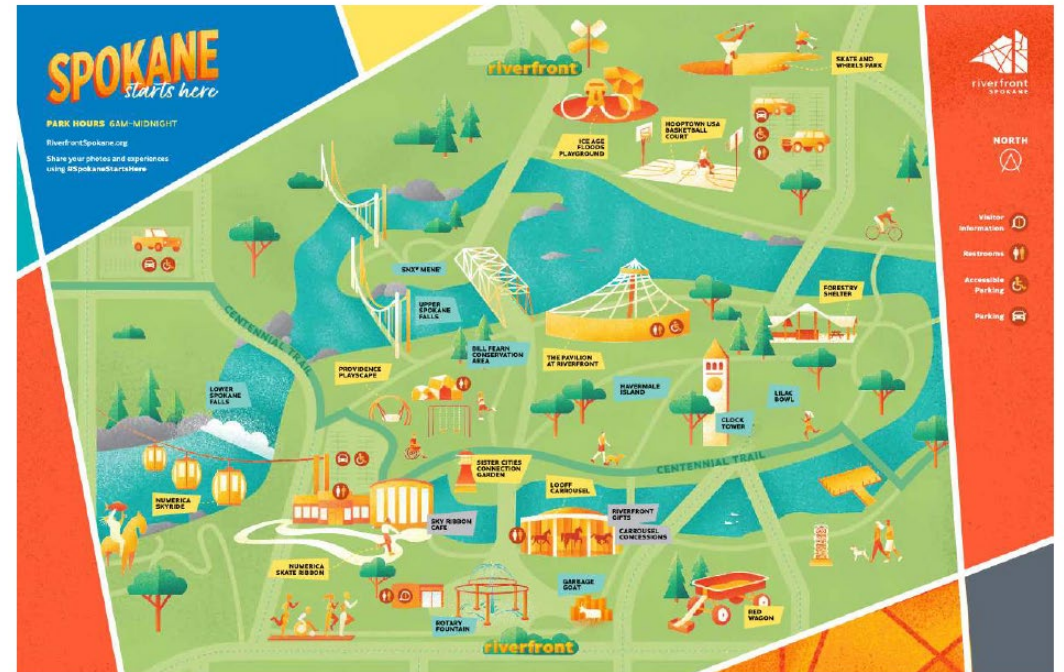 SPOKANE
starts here
PARK HOURS 6AM-MIDNIGHT
RiverfrontSpokane.org
Share your photos and experiences
using #SpokaneStartsHere
riverfront
SKATE AND
WHEELS PARK
riverfront
SPOKANE
NORTH
ICE AGE
FLOODS
PLAYGROUND
HOOPTOWN USA
BASKETBALL
COURT
Visitor
Information
Restrooms
Accessible
Parking
Parking
SNXʷ MENEʔ
UPPER
SPOKANE
FALLS
FORESTRY
SHELTER
CENTENNIAL TRAIL
BILL FEARN
CONSERVATION
AREA
THE PAVILION
AT RIVERFRONT
PROVIDENCE
PLAYSCAPE
LOWER
SPOKANE
FALLS
HAVERMALE
ISLAND
LILAC
BOWL
CLOCK
TOWER
CENTENNIAL TRAIL
SISTER CITIES
CONNECTION
GARDEN
LOOFF
CARROUSEL
NUMERICA
SKYRIDE
SKY RIBBON
CAFE
RIVERFRONT
GIFTS
CARROUSEL
CONCESSIONS
NUMERICA
SKATE RIBBON
GARBAGE
GOAT
ROTARY
FOUNTAIN
RED
WAGON
riverfront